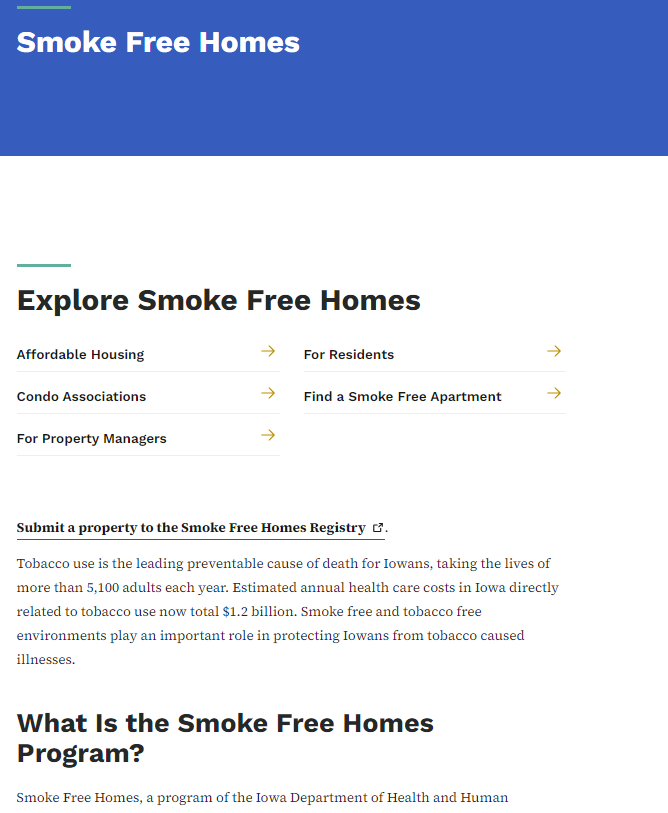 Smoke Free Homes
Explore Smoke Free Homes
Affordable Housing
For Residents
Condo Associations
Find a Smoke Free Apartment
For Property Managers
Submit a property to the Smoke Free Homes Registry .
Tobacco use is the leading preventable cause of death for Iowans, taking the lives of
more than 5,100 adults each year. Estimated annual health care costs in Iowa directly
related to tobacco use now total $1.2 billion. Smoke free and tobacco free
environments play an important role in protecting Iowans from tobacco caused
illnesses.
What Is the Smoke Free Homes
Program?
Smoke Free Homes, a program of the Iowa Department of Health and Human